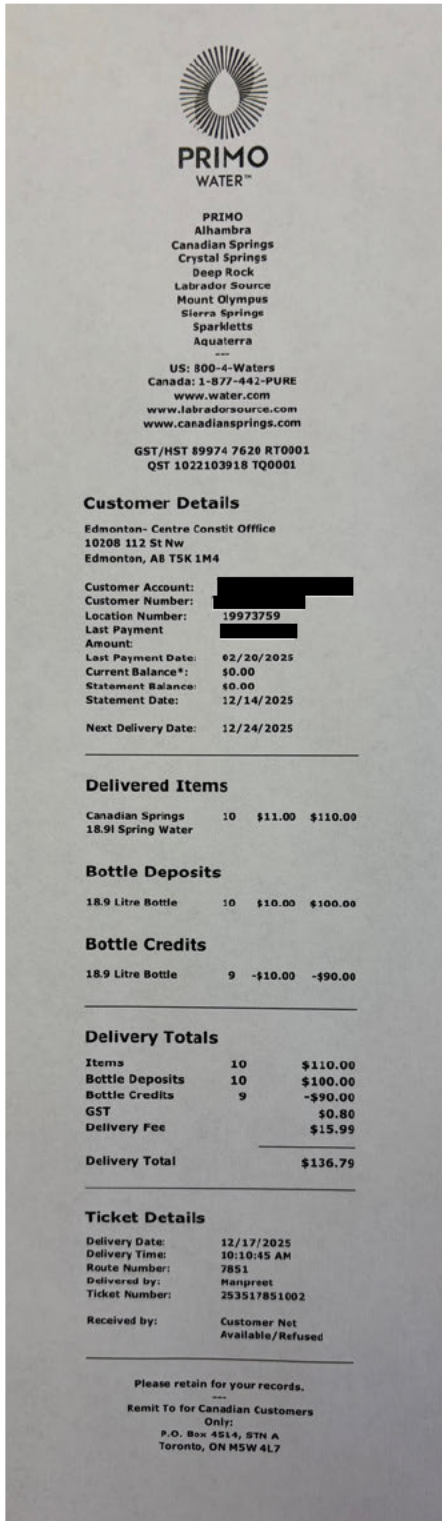 PRIMO
WATER™
PRIMO
Alhambra
Canadian Springs
Crystal Springs
Deep Rock
Labrador Source
Mount Olympus
Sierra Springs
Sparkletts
Aquaterra
---
US: 800-4-Waters
Canada: 1-877-442-PURE
www.water.com
www.labradorsource.com
www.canadiansprings.com
GST/HST 89974 7620 RT0001
QST 1022103918 TQ0001
Customer Details
Edmonton- Centre Constit Offfice
10208 112 St Nw
Edmonton, AB T5K 1M4
Customer Account:
Customer Number:
Location Number: 19973759
Last Payment
Amount:
Last Payment Date: 02/20/2025
Current Balance*: $0.00
Statement Balance: $0.00
Statement Date: 12/14/2025
Next Delivery Date: 12/24/2025
Delivered Items
Canadian Springs 10 $11.00 $110.00
18.9l Spring Water
Bottle Deposits
18.9 Litre Bottle 10 $10.00 $100.00
Bottle Credits
18.9 Litre Bottle 9 -$10.00 -$90.00
Delivery Totals
Items 10 $110.00
Bottle Deposits 10 $100.00
Bottle Credits 9 -$90.00
GST $0.80
Delivery Fee $15.99
Delivery Total $136.79
Ticket Details
Delivery Date: 12/17/2025
Delivery Time: 10:10:45 AM
Route Number: 7851
Delivered by: Manpreet
Ticket Number: 253517851002
Received by: Customer Not
Available/Refused
Please retain for your records.
---
Remit To for Canadian Customers
Only:
P.O. Box 4514, STN A
Toronto, ON M5W 4L7